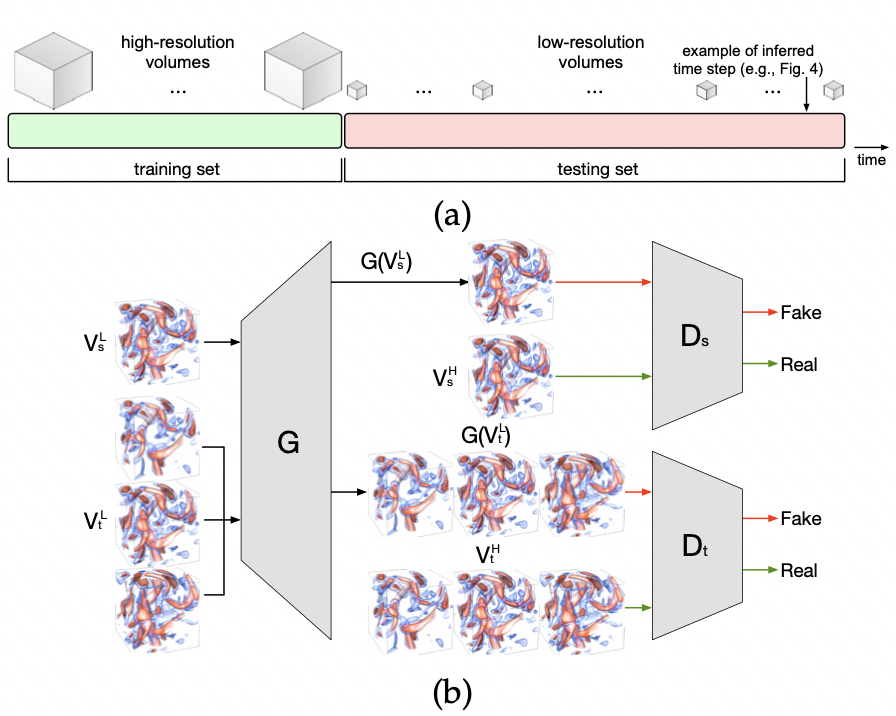 high-resolution
volumes
...
low-resolution
volumes
...
...
example of inferred
time step (e.g., Fig. 4)
...
time
training set
testing set
(a)
G(V_s^L)
V_s^L
Fake
D_s
V_s^H
Real
G(V_t^L)
G
V_t^L
Fake
D_t
V_t^H
Real
(b)